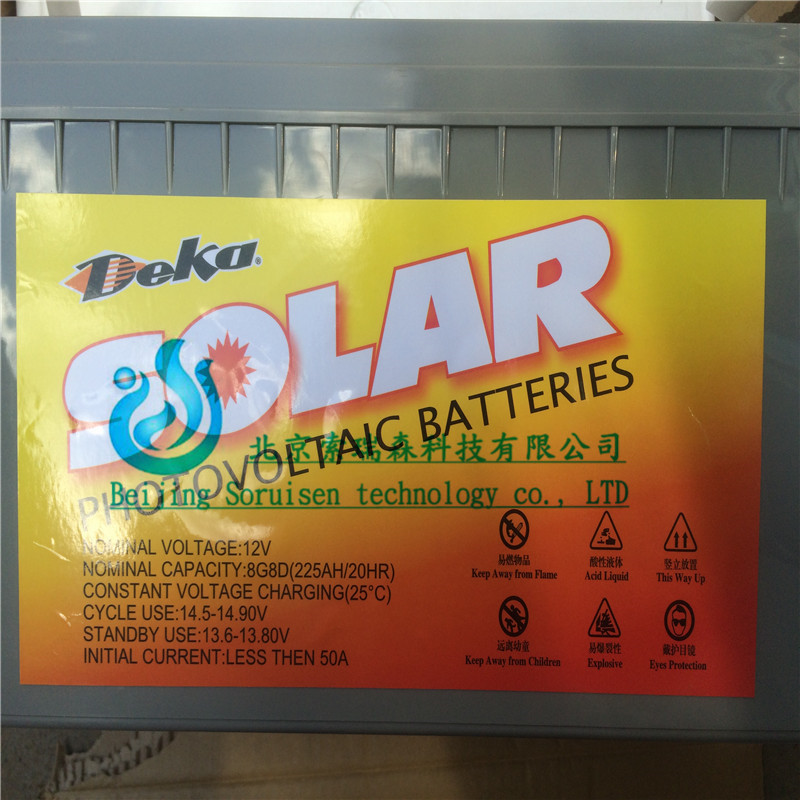 Deka®
SOLAR
PHOTOVOLTAIC BATTERIES
北京索瑞森科技有限公司
Beijing Soruisen technology co., LTD
NOMINAL VOLTAGE:12V
NOMINAL CAPACITY:8G8D(225AH/20HR)
CONSTANT VOLTAGE CHARGING(25°C)
CYCLE USE:14.5-14.90V
STANDBY USE:13.6-13.80V
INITIAL CURRENT:LESS THEN 50A
易燃物品
Keep Away from Flame
酸性液体
Acid Liquid
竖立放置
This Way Up
远离幼童
Keep Away from Children
易爆裂性
Explosive
戴护目镜
Eyes Protection